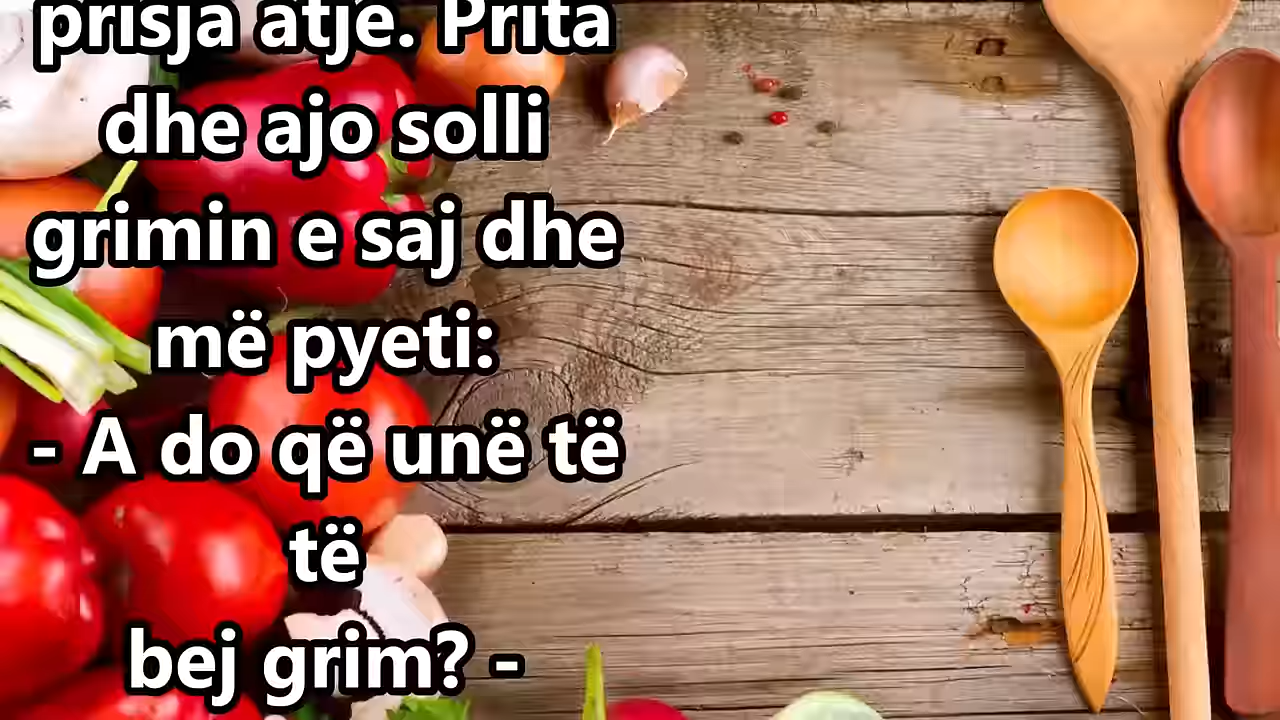 prisja atje. Prita
dhe ajo solli
grimin e saj dhe
më pyeti:
- A do që unë të
të
bej grim? -